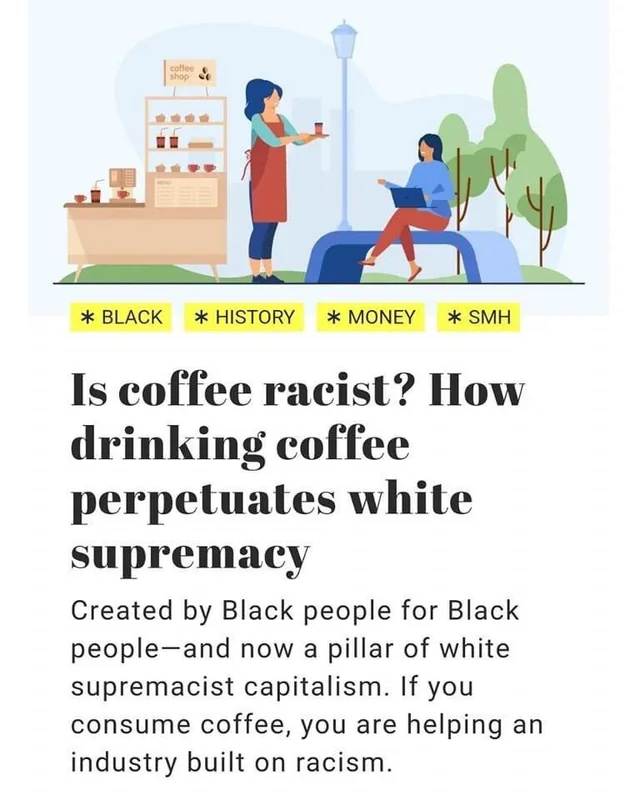 coffee
shop
MENU
* BLACK * HISTORY * MONEY * SMH
Is coffee racist? How
drinking coffee
perpetuates white
supremacy
Created by Black people for Black
people—and now a pillar of white
supremacist capitalism. If you
consume coffee, you are helping an
industry built on racism.